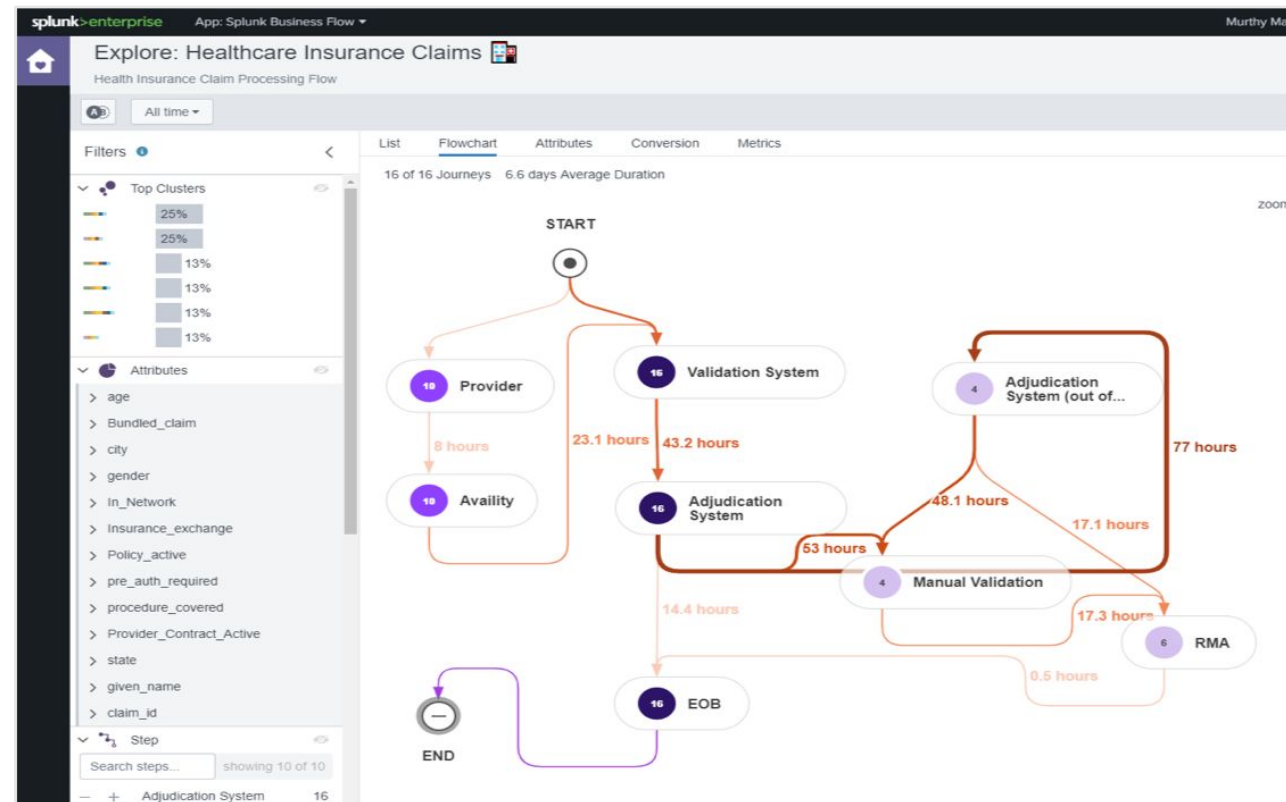 splunk>enterprise App: Splunk Business Flow Murthy Ma
Explore: Healthcare Insurance Claims
Health Insurance Claim Processing Flow
AB All time
Filters
List Flowchart Attributes Conversion Metrics
16 of 16 Journeys 6.6 days Average Duration
Top Clusters
25%
25%
13%
13%
13%
13%
zoon
START
Attributes
age
Bundled_claim
city
gender
In_Network
Insurance_exchange
Policy_active
pre_auth_required
procedure_covered
Provider_Contract_Active
state
given_name
claim_id
Step
Search steps... showing 10 of 10
− + Adjudication System 16
10 Provider
16 Validation System
4 Adjudication
System (out of...
8 hours
23.1 hours
43.2 hours
77 hours
10 Availity
16 Adjudication
System
48.1 hours
17.1 hours
53 hours
4 Manual Validation
14.4 hours
17.3 hours
6 RMA
0.5 hours
16 EOB
END